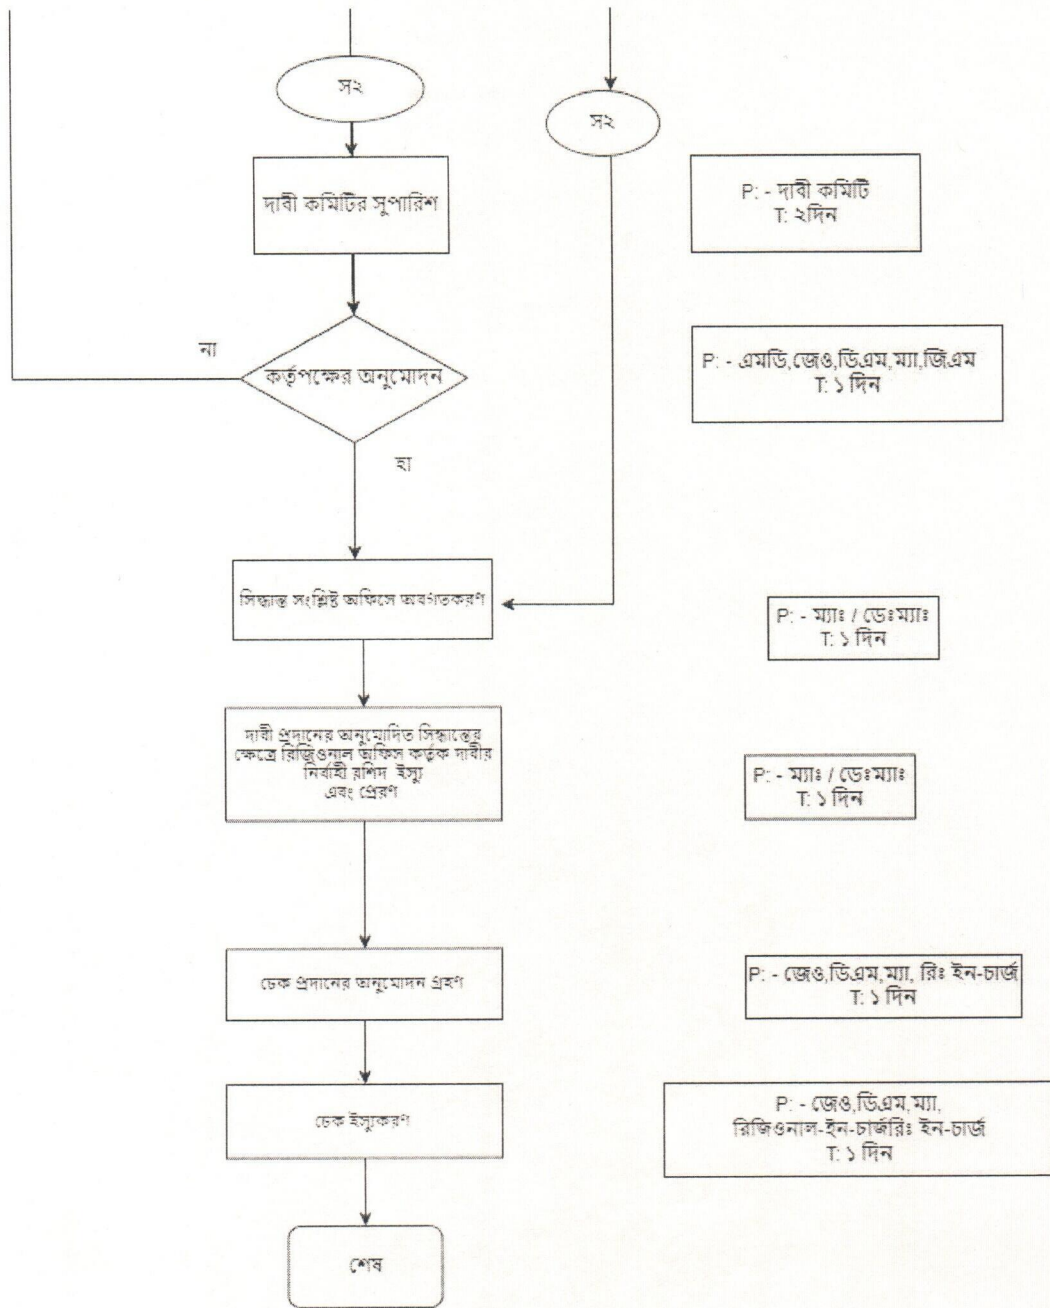 স২
স২
দাবী কমিটির সুপারিশ
P: - দাবী কমিটি
T: ২দিন
না
কর্তৃপক্ষের অনুমোদন
P: - এমডি,জেও,ডিএম,ম্যা,জিএম
T: ১ দিন
হা
সিদ্ধান্ত সংশ্লিষ্ট অফিসে অবগতকরণ
P: - ম্যাঃ / ডেঃম্যাঃ
T: ১ দিন
দাবী প্রদানের অনুমোদিত সিদ্ধান্তের
ক্ষেত্রে রিজিওনাল অফিস কর্তৃক দাবীর
নির্বাহী রশিদ ইস্যু
এবং প্রেরণ
P: - ম্যাঃ / ডেঃম্যাঃ
T: ১ দিন
চেক প্রদানের অনুমোদন গ্রহণ
P: - জেও,ডিএম,ম্যা, রিঃ ইন-চার্জ
T: ১ দিন
চেক ইস্যুকরণ
P: - জেও,ডিএম,ম্যা,
রিজিওনাল-ইন-চার্জরিঃ ইন-চার্জ
T: ১ দিন
শেষ